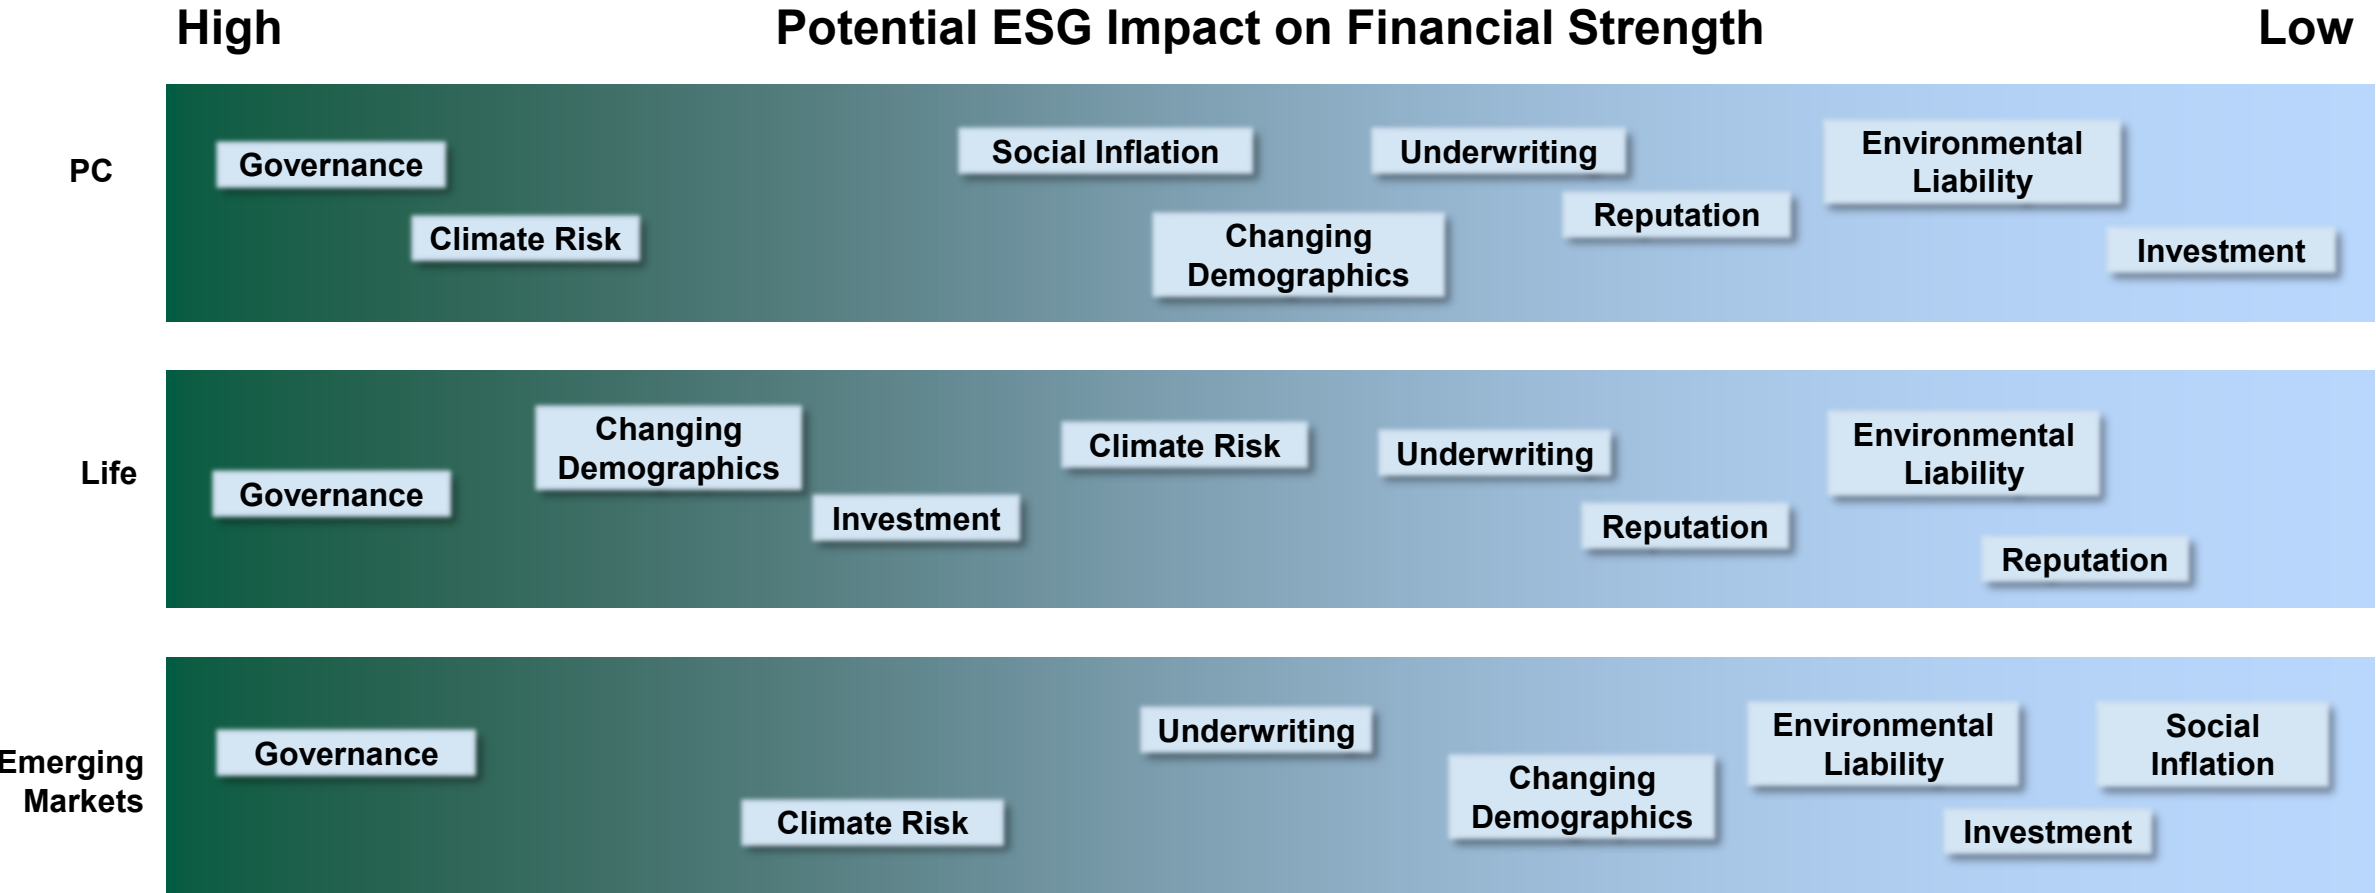 High Potential ESG Impact on Financial Strength Low
PC
Governance
Climate Risk
Social Inflation
Changing
Demographics
Underwriting
Reputation
Environmental
Liability
Investment
Life
Governance
Changing
Demographics
Investment
Climate Risk
Underwriting
Reputation
Environmental
Liability
Reputation
Emerging
Markets
Governance
Climate Risk
Underwriting
Changing
Demographics
Environmental
Liability
Investment
Social
Inflation